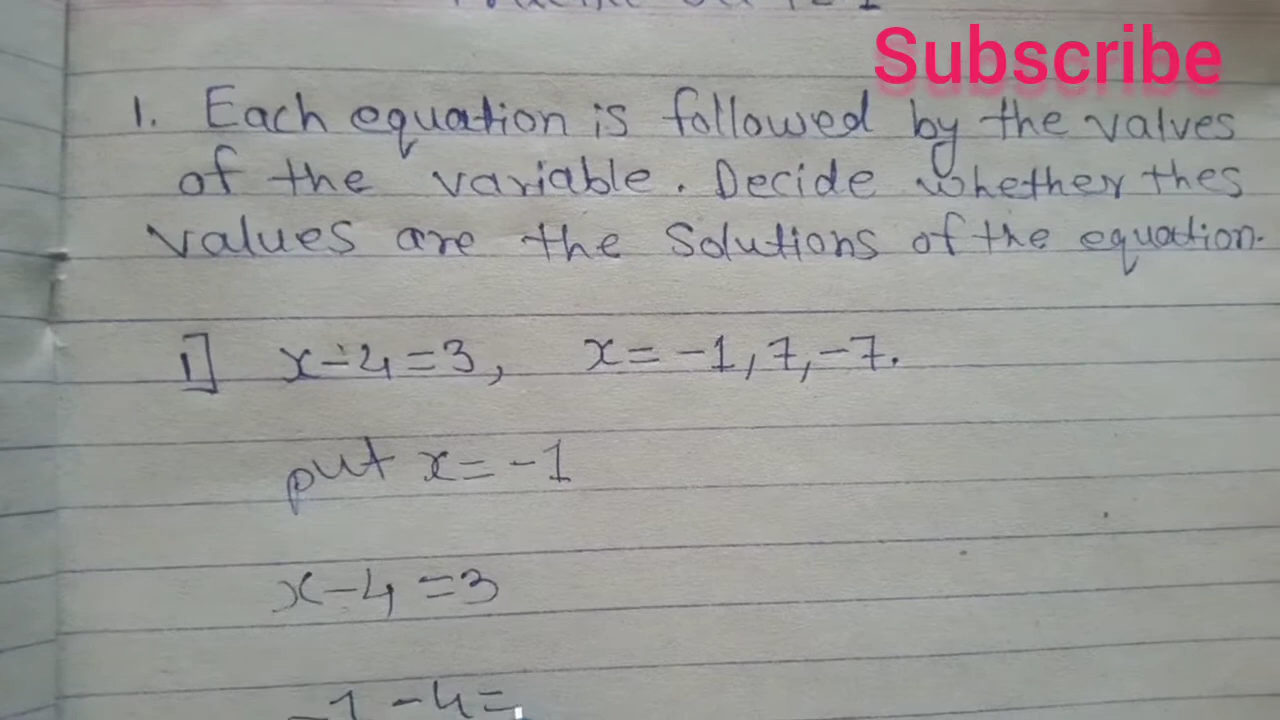 Subscribe
1. Each equation is followed by the valves
of the variable. Decide whether thes
values are the solutions of the equation.
1] x-4=3, x=-1,7,-7.
put x=-1
x-4=3
-1-4=